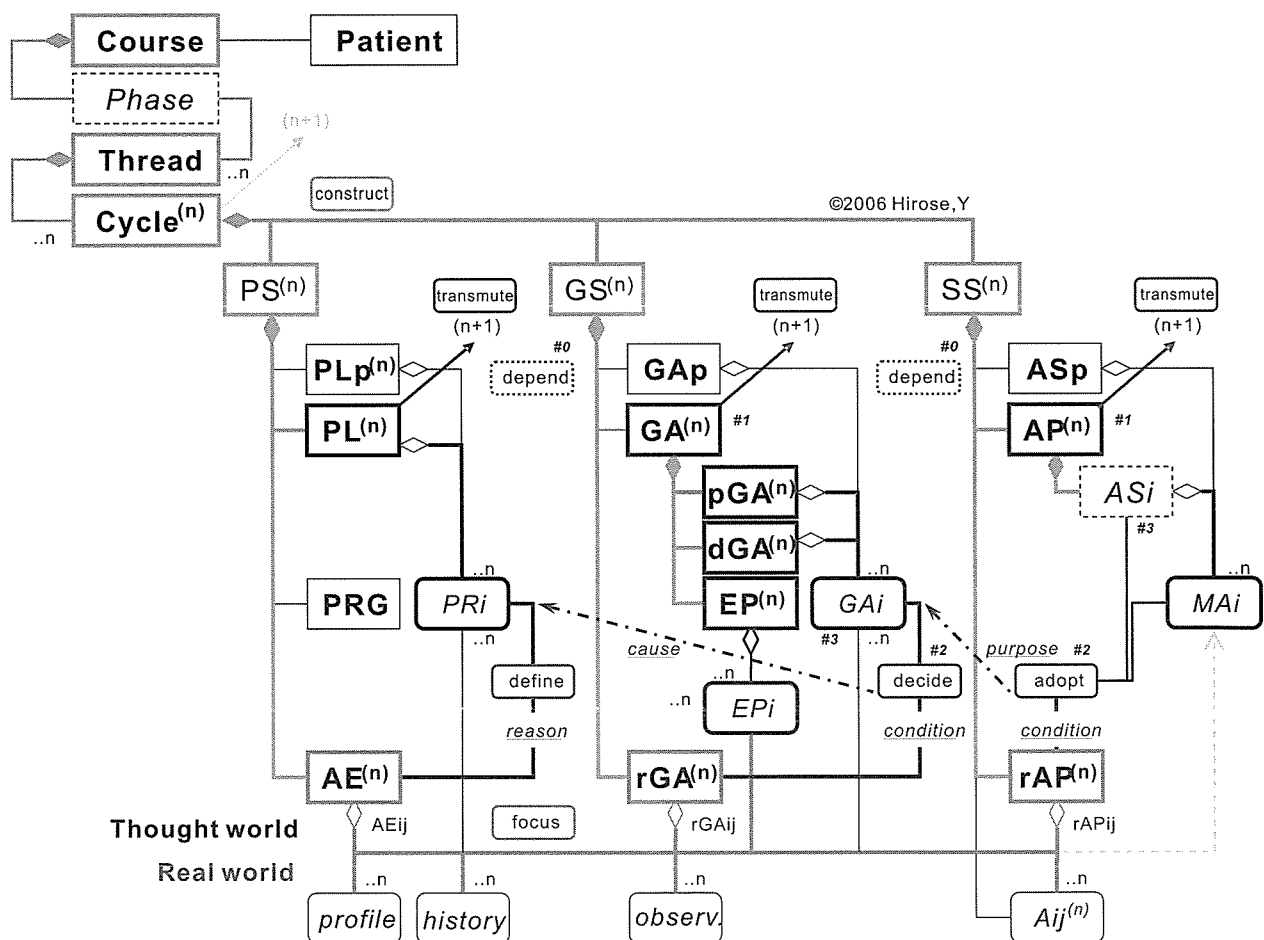 Course
Patient
Phase
(n+1)
Thread
..n
construct
Cycle(n)
..n
©2006 Hirose,Y
PS(n)
GS(n)
SS(n)
transmute
transmute
transmute
(n+1)
(n+1)
(n+1)
#0
#0
PLp(n)
depend
GAp
depend
ASp
PL(n)
GA(n)
#1
AP(n)
#1
pGA(n)
ASi
#3
dGA(n)
..n
..n
..n
PRG
PRi
EP(n)
GAi
MAi
..n
#3
..n
cause
#2
purpose
#2
define
..n
decide
adopt
..n
EPi
reason
condition
condition
AE(n)
rGA(n)
rAP(n)
AEij
focus
rGAij
rAPij
Thought world
Real world
..n
..n
..n
..n
profile
history
observ.
Aij(n)